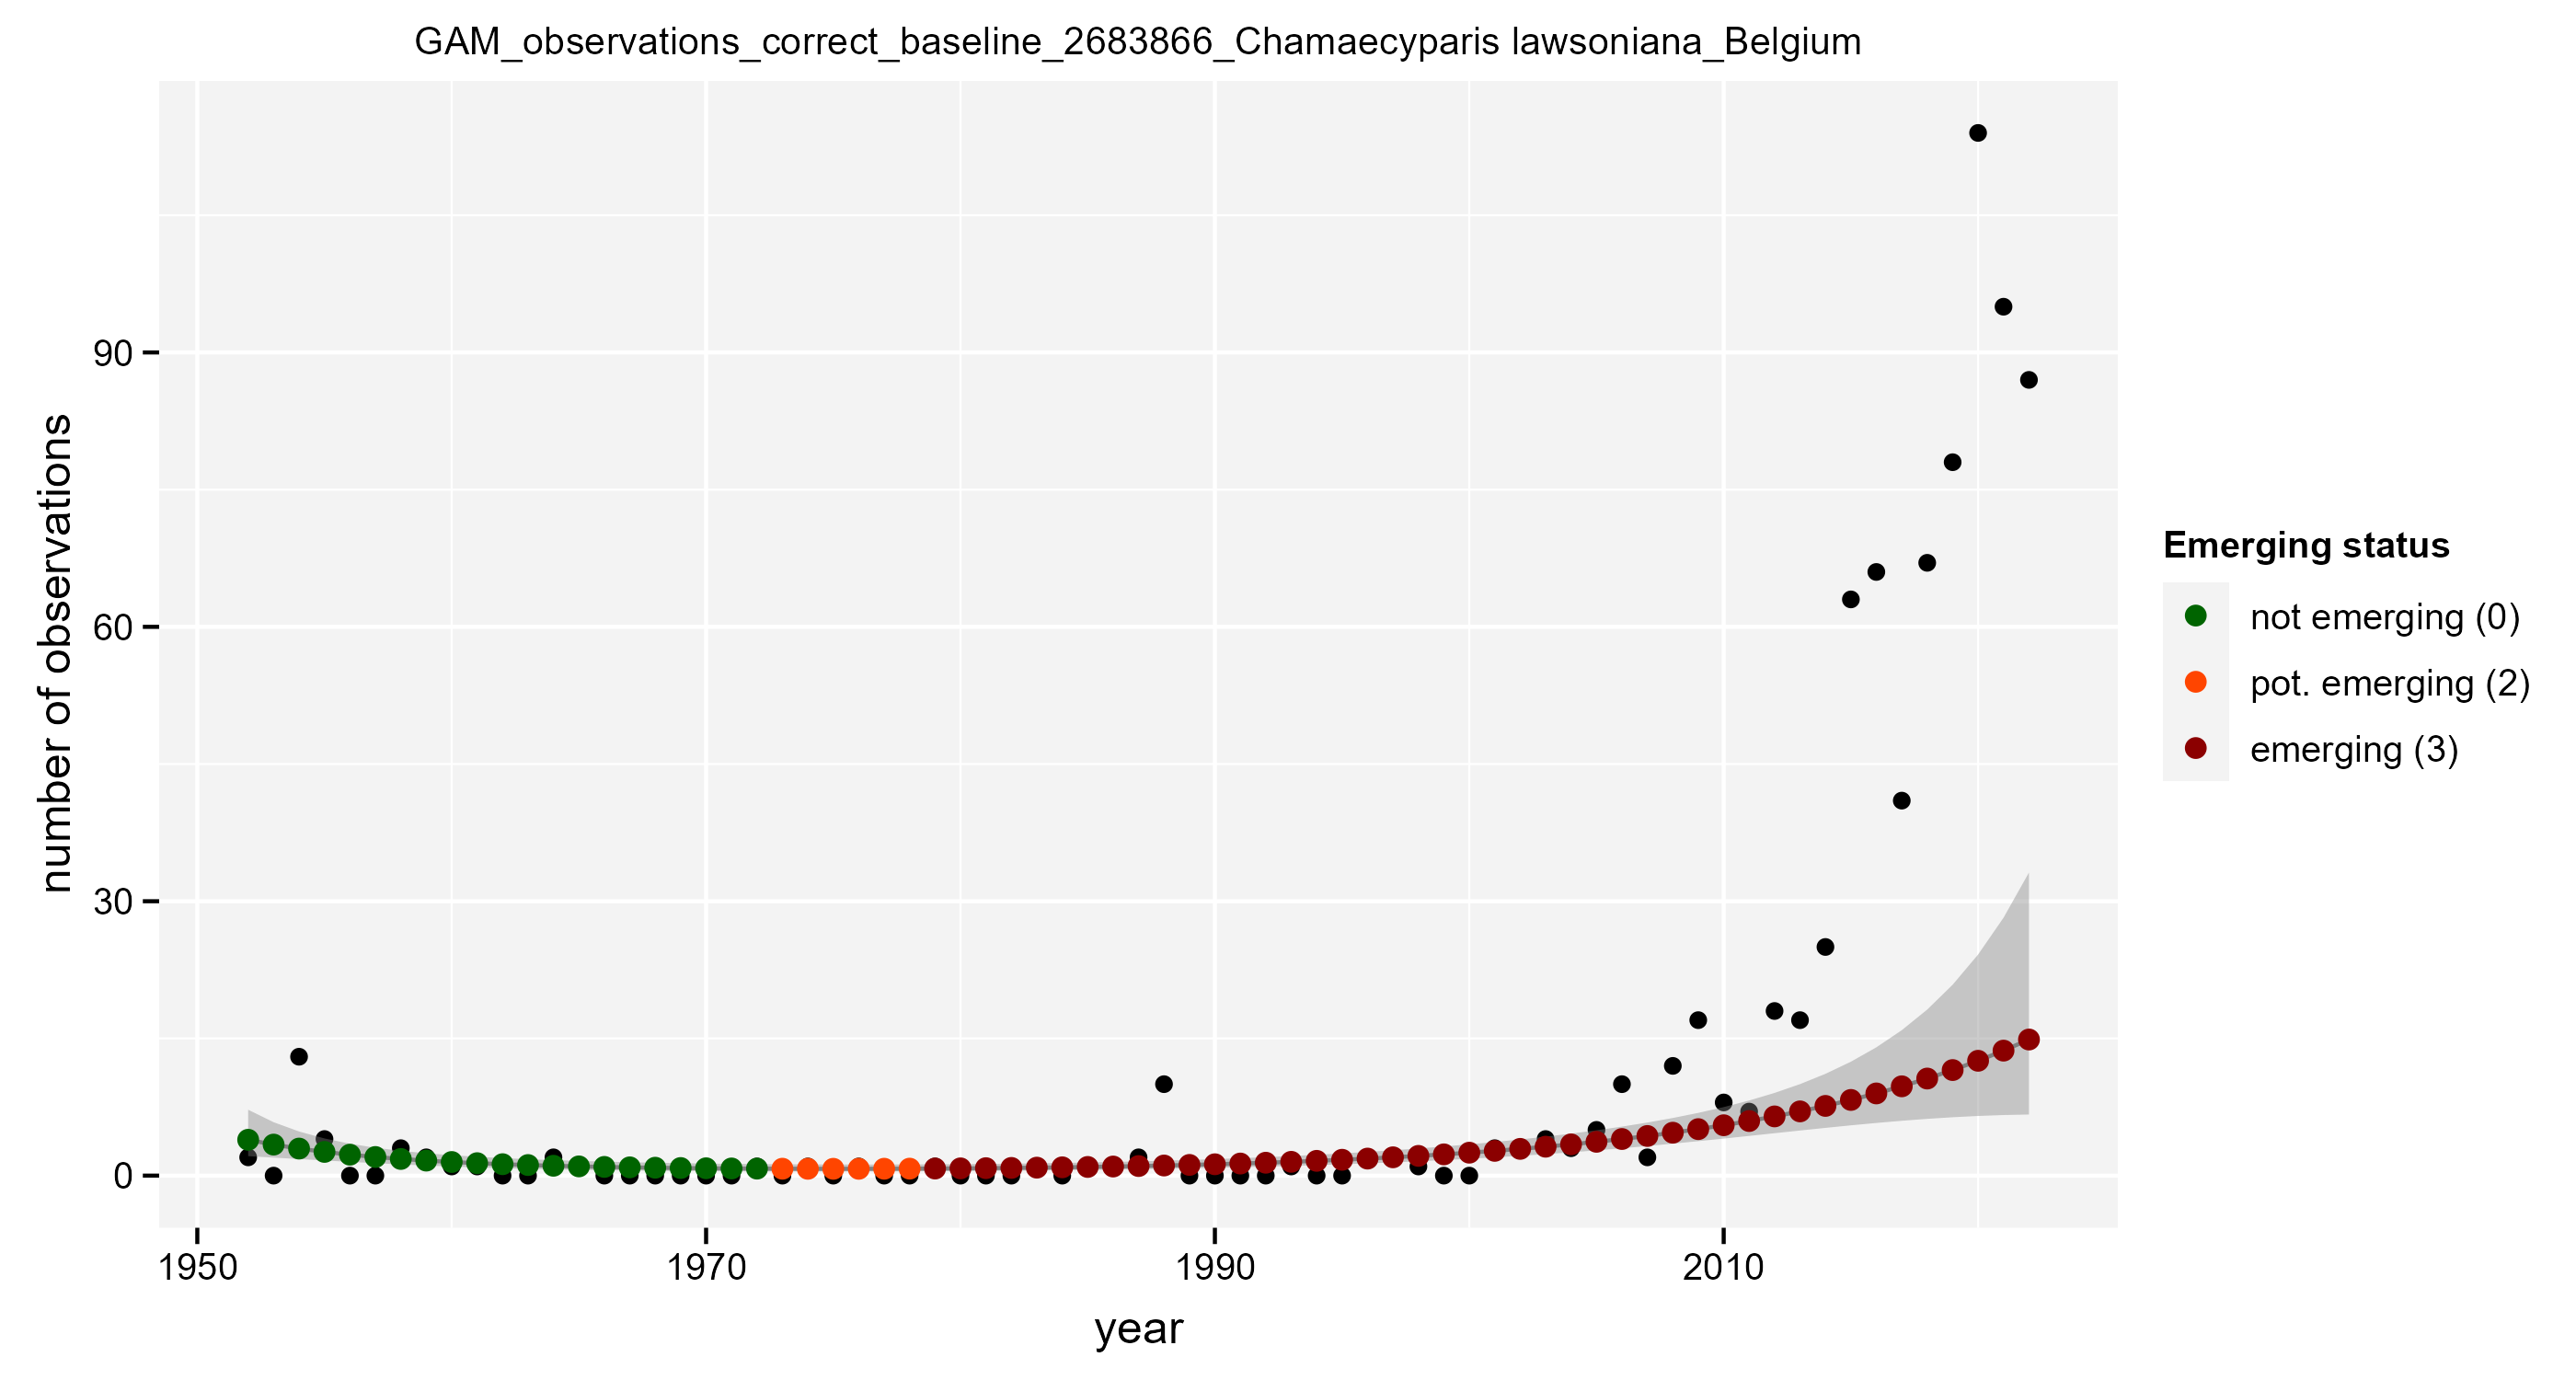 GAM_observations_correct_baseline_2683866_Chamaecyparis lawsoniana_Belgium
number of observations
90
60
30
0
1950
1970
1990
2010
year
Emerging status
not emerging (0)
pot. emerging (2)
emerging (3)